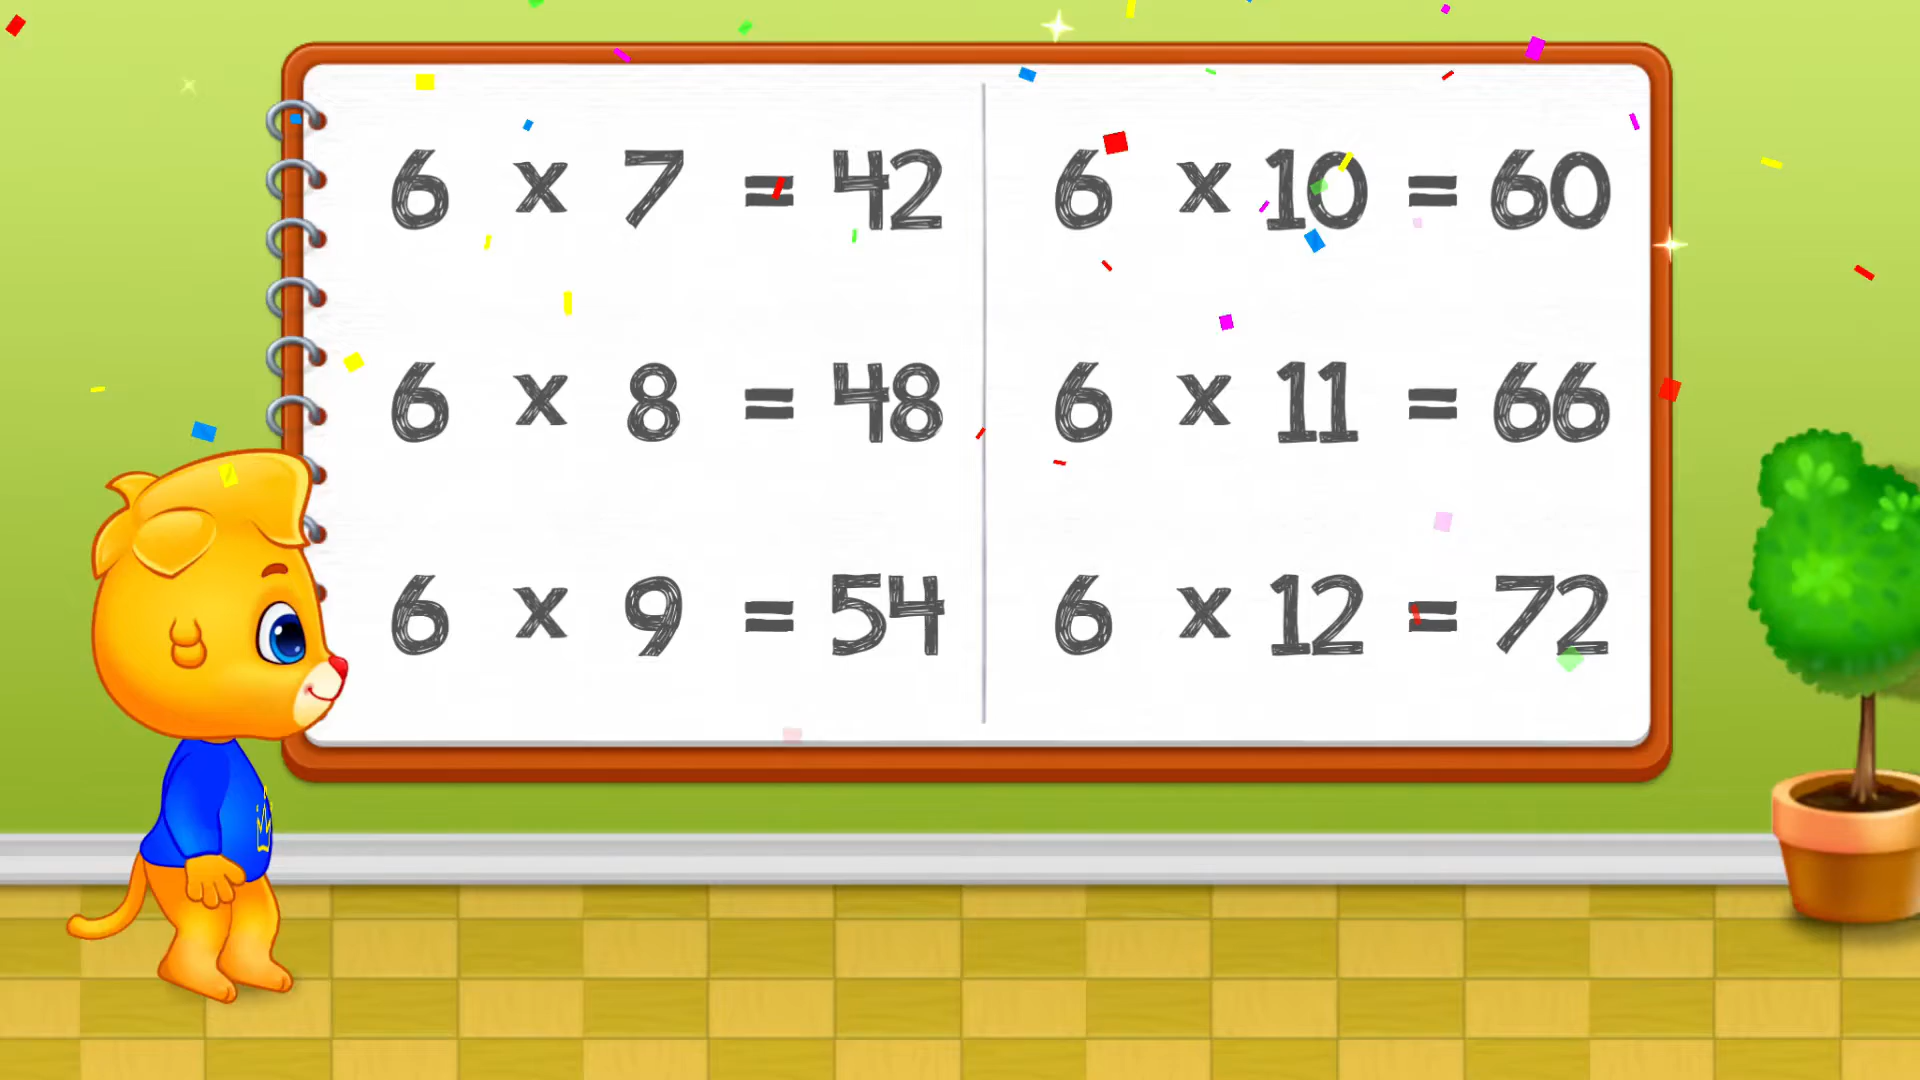 6 x 7 = 42
6 x 8 = 48
6 x 9 = 54
6 x 10 = 60
6 x 11 = 66
6 x 12 = 72